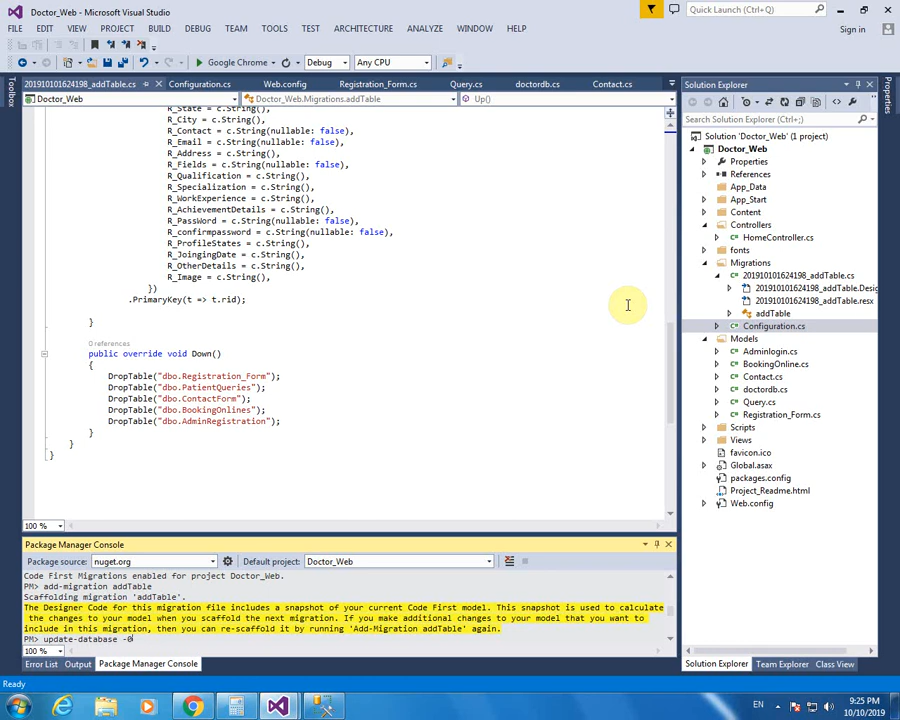 Doctor_Web - Microsoft Visual Studio
Quick Launch (Ctrl+;)
FILE EDIT VIEW PROJECT BUILD DEBUG TEAM TOOLS TEST ARCHITECTURE ANALYZE WINDOW HELP
Sign in
Google Chrome Debug Any CPU
201910101624198_addTable.cs Configuration.cs Web.config Registration_Form.cs Query.cs doctordb.cs Contact.cs
Doctor_Web Doctor_Web.Migrations.addTable Up()
Toolbox
R_State = c.String(),
R_City = c.String(),
R_Contact = c.String(nullable: false),
R_Email = c.String(nullable: false),
R_Address = c.String(),
R_Fields = c.String(nullable: false),
R_Qualification = c.String(),
R_Specialization = c.String(),
R_WorkExperience = c.String(),
R_AchievementDetails = c.String(),
R_PassWord = c.String(nullable: false),
R_confirmpassword = c.String(nullable: false),
R_ProfileStates = c.String(),
R_JoingingDate = c.String(),
R_OtherDetails = c.String(),
R_Image = c.String(),
})
.PrimaryKey(t => t.rid);
}
0 references
public override void Down()
{
DropTable("dbo.Registration_Form");
DropTable("dbo.PatientQueries");
DropTable("dbo.ContactForm");
DropTable("dbo.BookingOnlines");
DropTable("dbo.AdminRegistration");
}
}
}
100 %
Package Manager Console
Package source: nuget.org Default project: Doctor_Web
Code First Migrations enabled for project Doctor_Web.
PM> add-migration addTable
Scaffolding migration 'addTable'.
The Designer Code for this migration file includes a snapshot of your current Code First model. This snapshot is used to calculate
the changes to your model when you scaffold the next migration. If you make additional changes to your model that you want to
include in this migration, then you can re-scaffold it by running 'Add-Migration addTable' again.
PM> update-database -0
100 %
Error List Output Package Manager Console
Ready
Solution Explorer
Search Solution Explorer (Ctrl+;)
Solution 'Doctor_Web' (1 project)
Doctor_Web
Properties
References
App_Data
App_Start
Content
Controllers
HomeController.cs
fonts
Migrations
201910101624198_addTable.cs
201910101624198_addTable.Desi
201910101624198_addTable.resx
addTable
Configuration.cs
Models
Adminlogin.cs
BookingOnline.cs
Contact.cs
doctordb.cs
Query.cs
Registration_Form.cs
Scripts
Views
favicon.ico
Global.asax
packages.config
Project_Readme.html
Web.config
Solution Explorer Team Explorer Class View
Properties
EN
9:25 PM
10/10/2019